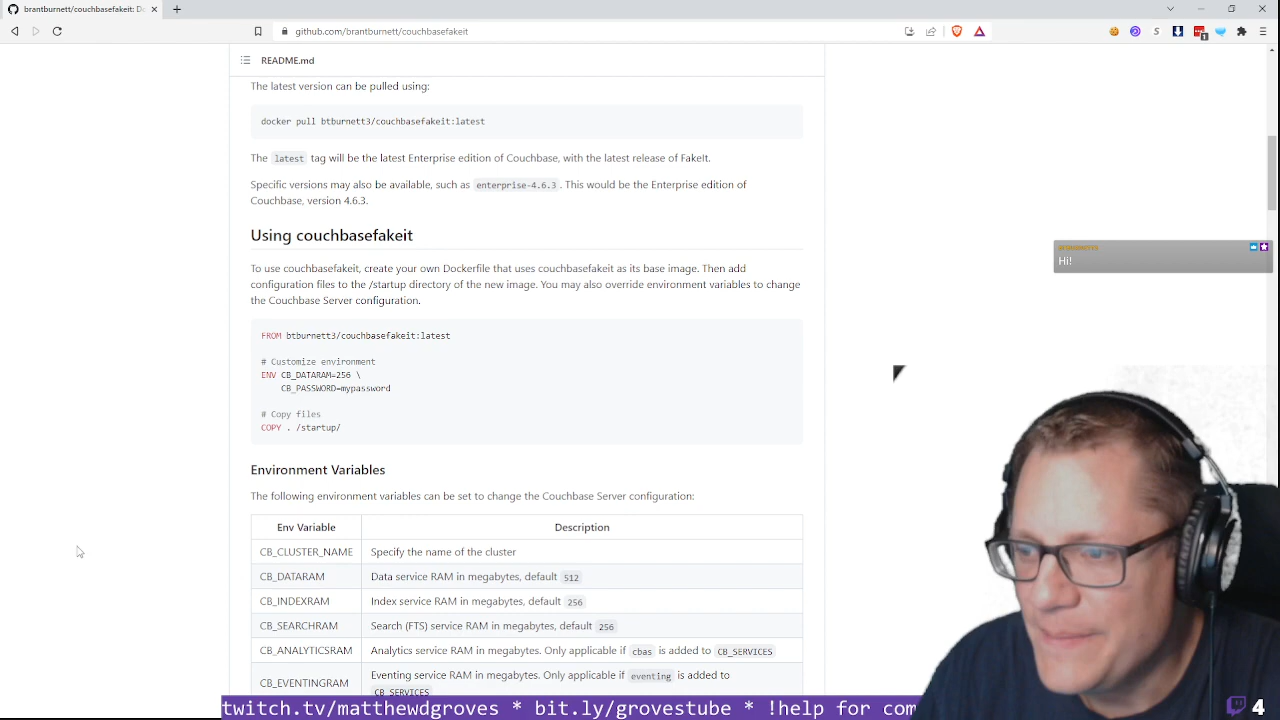 brantburnett/couchbasefakeit: Do
github.com/brantburnett/couchbasefakeit
README.md
The latest version can be pulled using:
docker pull btburnett3/couchbasefakeit:latest
The latest tag will be the latest Enterprise edition of Couchbase, with the latest release of FakeIt.
Specific versions may also be available, such as enterprise-4.6.3. This would be the Enterprise edition of
Couchbase, version 4.6.3.
Using couchbasefakeit
To use couchbasefakeit, create your own Dockerfile that uses couchbasefakeit as its base image. Then add
configuration files to the /startup directory of the new image. You may also override environment variables to change
the Couchbase Server configuration.
FROM btburnett3/couchbasefakeit:latest
# Customize environment
ENV CB_DATARAM=256 \
CB_PASSWORD=mypassword
# Copy files
COPY . /startup/
Environment Variables
The following environment variables can be set to change the Couchbase Server configuration:
Env Variable Description
CB_CLUSTER_NAME Specify the name of the cluster
CB_DATARAM Data service RAM in megabytes, default 512
CB_INDEXRAM Index service RAM in megabytes, default 256
CB_SEARCHRAM Search (FTS) service RAM in megabytes, default 256
CB_ANALYTICSRAM Analytics service RAM in megabytes. Only applicable if cbas is added to CB_SERVICES
CB_EVENTINGRAM Eventing service RAM in megabytes. Only applicable if eventing is added to
CB_SERVICES
Hi!
twitch.tv/matthewdgroves * bit.ly/grovestube * !help for com
4